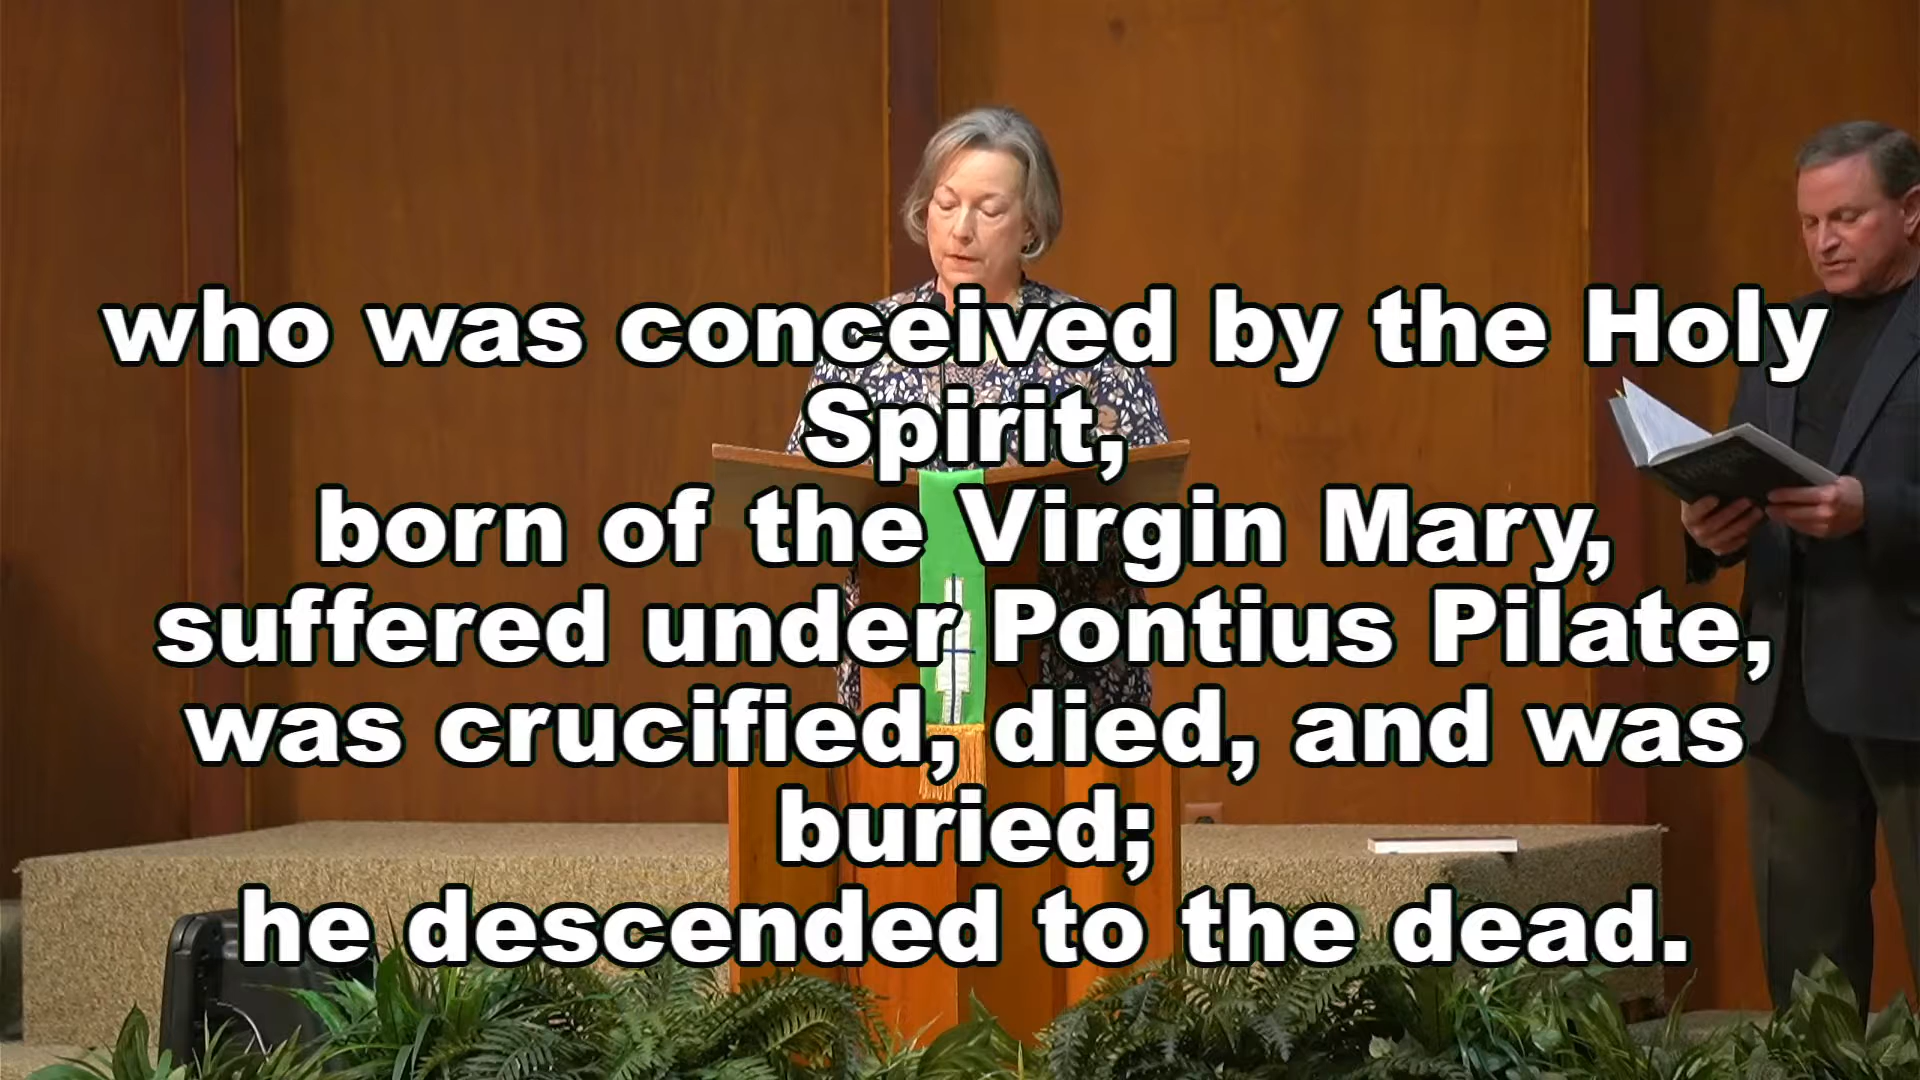 who was conceived by the Holy
Spirit,
born of the Virgin Mary,
suffered under Pontius Pilate,
was crucified, died, and was
buried;
he descended to the dead.